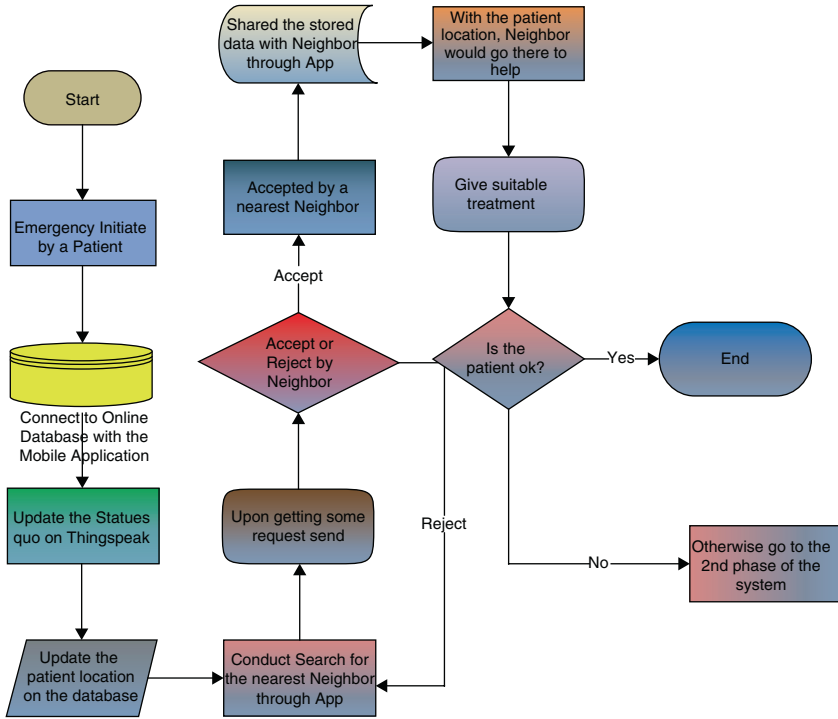 Start
Emergency Initiate
by a Patient
Connect to Online
Database with the
Mobile Application
Update the Statues
quo on Thingspeak
Update the
patient location
on the database
Conduct Search for
the nearest Neighbor
through App
Upon getting some
request send
Accept or
Reject by
Neighbor
Accept
Reject
Accepted by a
nearest Neighbor
Shared the stored
data with Neighbor
through App
With the patient
location, Neighbor
would go there to
help
Give suitable
treatment
Is the
patient ok?
Yes
End
No
Otherwise go to the
2nd phase of the
system